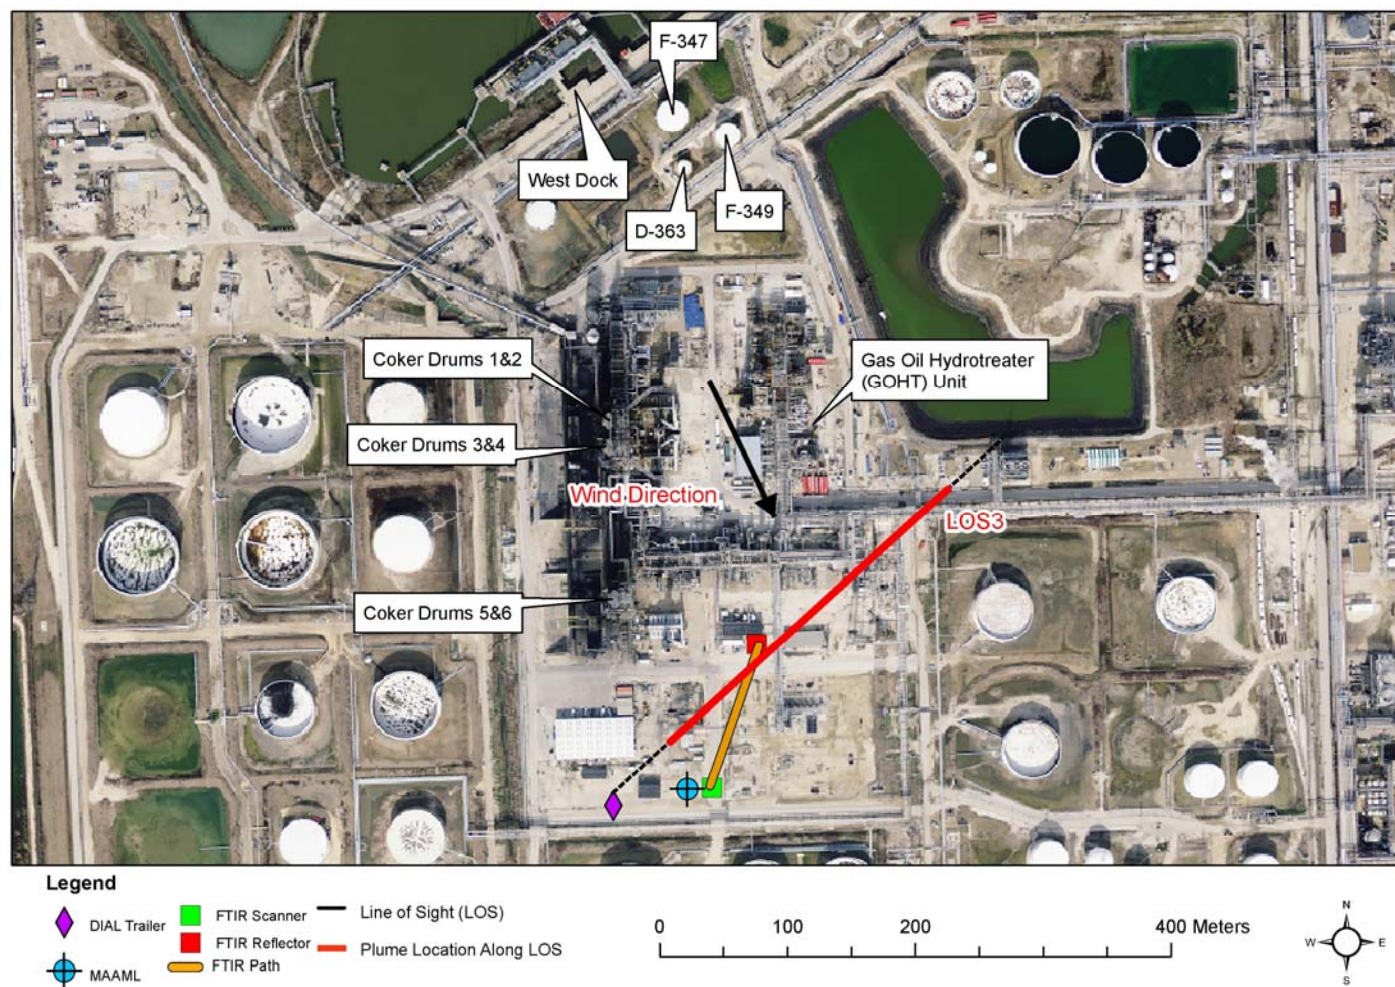 F-347
West Dock
F-349
D-363
Coker Drums 1&2
Gas Oil Hydrotreater
(GOHT) Unit
Coker Drums 3&4
Wind Direction
LOS3
Coker Drums 5&6
Legend
DIAL Trailer
FTIR Scanner
Line of Sight (LOS)
FTIR Reflector
Plume Location Along LOS
MAAML
FTIR Path
0 100 200 400 Meters
N
W E
S